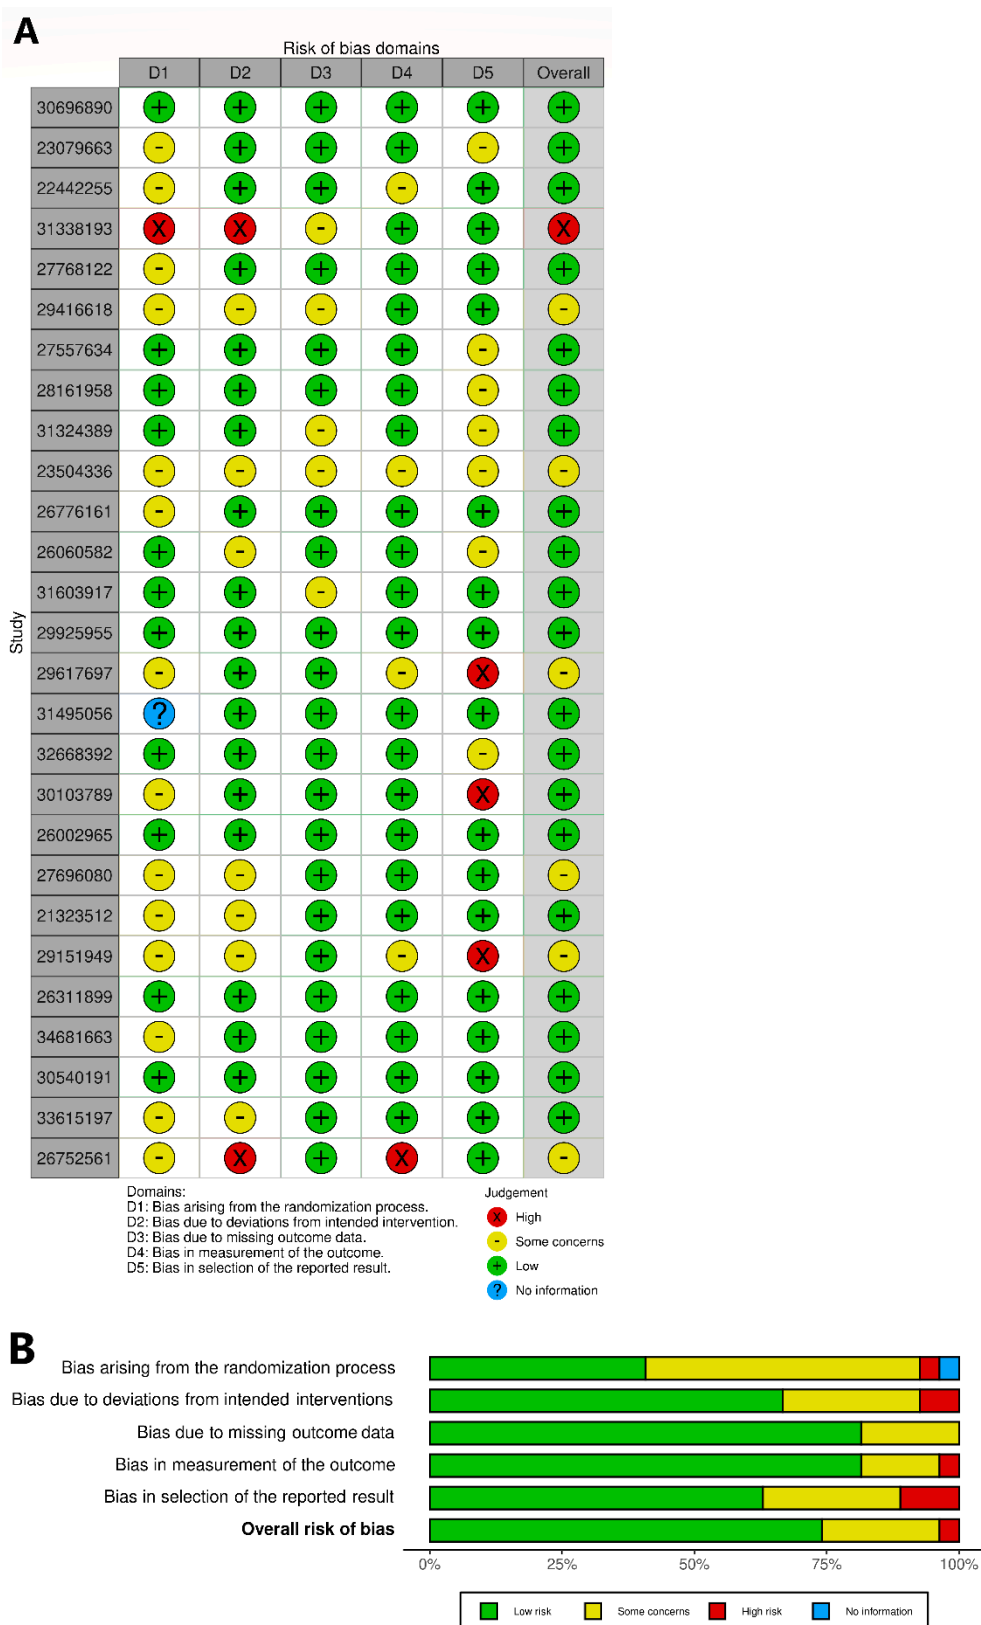 A
Risk of bias domains
D1 D2 D3 D4 D5 Overall
30696890 + + + + + +
23079663 - + + + - +
22442255 - + + - + +
31338193 X X - + + X
27768122 - + + + + +
29416618 - - - + + -
27557634 + + + + - +
28161958 + + + + - +
31324389 + + - + - +
23504336 - - - - - -
26776161 - + + + + +
26060582 + - + + - +
31603917 + + - + + +
29925955 + + + + + +
29617697 - + + - X -
31495056 ? + + + + +
32668392 + + + + - +
30103789 - + + + X +
26002965 + + + + + +
27696080 - - + + + -
21323512 - - + + + +
29151949 - - + - X -
26311899 + + + + + +
34681663 - + + + + +
30540191 + + + + + +
33615197 - - + + + +
26752561 - X + X + -
Study
Domains:
D1: Bias arising from the randomization process.
D2: Bias due to deviations from intended intervention.
D3: Bias due to missing outcome data.
D4: Bias in measurement of the outcome.
D5: Bias in selection of the reported result.
Judgement
X High
- Some concerns
+ Low
? No information
B
Bias arising from the randomization process
Bias due to deviations from intended interventions
Bias due to missing outcome data
Bias in measurement of the outcome
Bias in selection of the reported result
Overall risk of bias
0% 25% 50% 75% 100%
Low risk Some concerns High risk No information